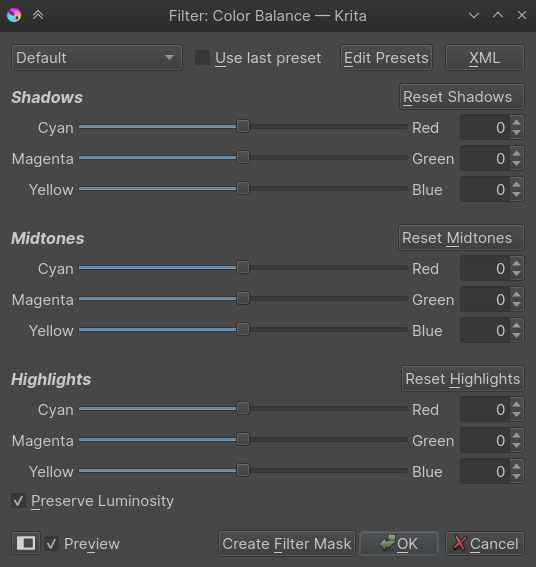 Filter: Color Balance — Krita
Default Use last preset Edit Presets XML
Shadows Reset Shadows
Cyan Red 0
Magenta Green 0
Yellow Blue 0
Midtones Reset Midtones
Cyan Red 0
Magenta Green 0
Yellow Blue 0
Highlights Reset Highlights
Cyan Red 0
Magenta Green 0
Yellow Blue 0
Preserve Luminosity
Preview Create Filter Mask OK Cancel